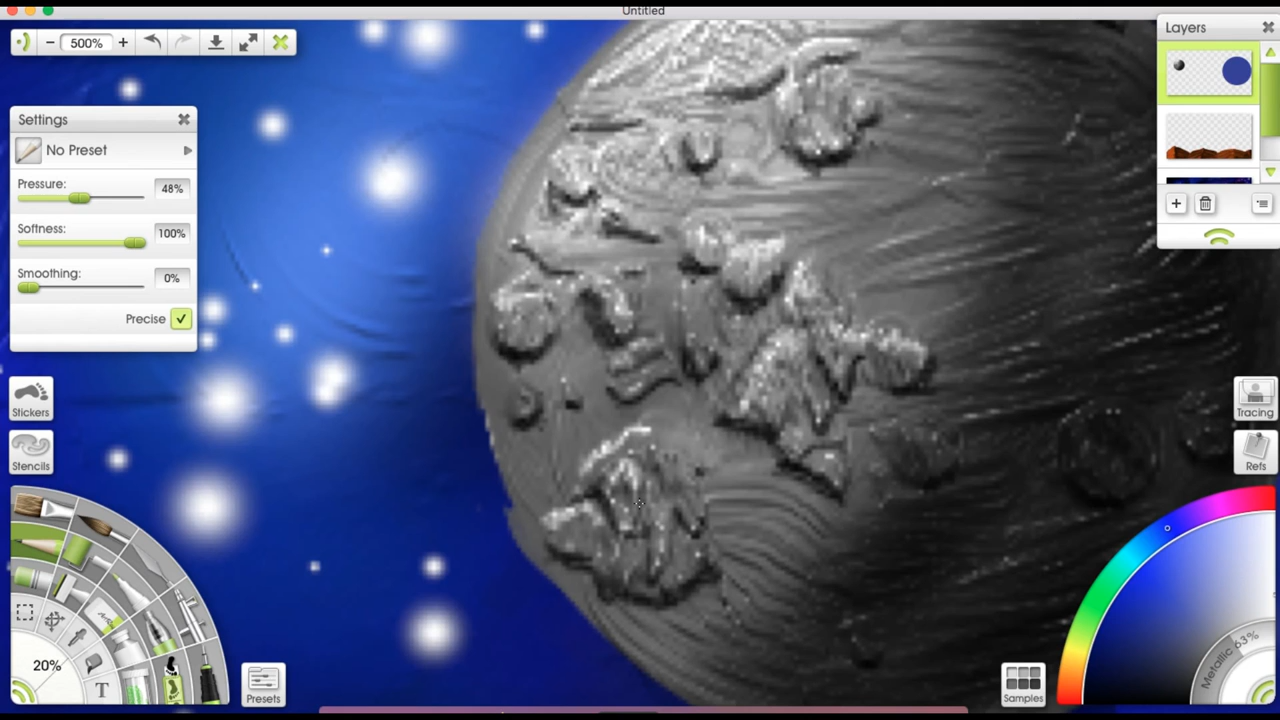 Untitled
500%
Layers
Settings
No Preset
Pressure:
48%
Softness:
100%
Smoothing:
0%
Precise
Stickers
Stencils
Tracing
Refs
20%
T
Presets
Samples
Metallic 63%